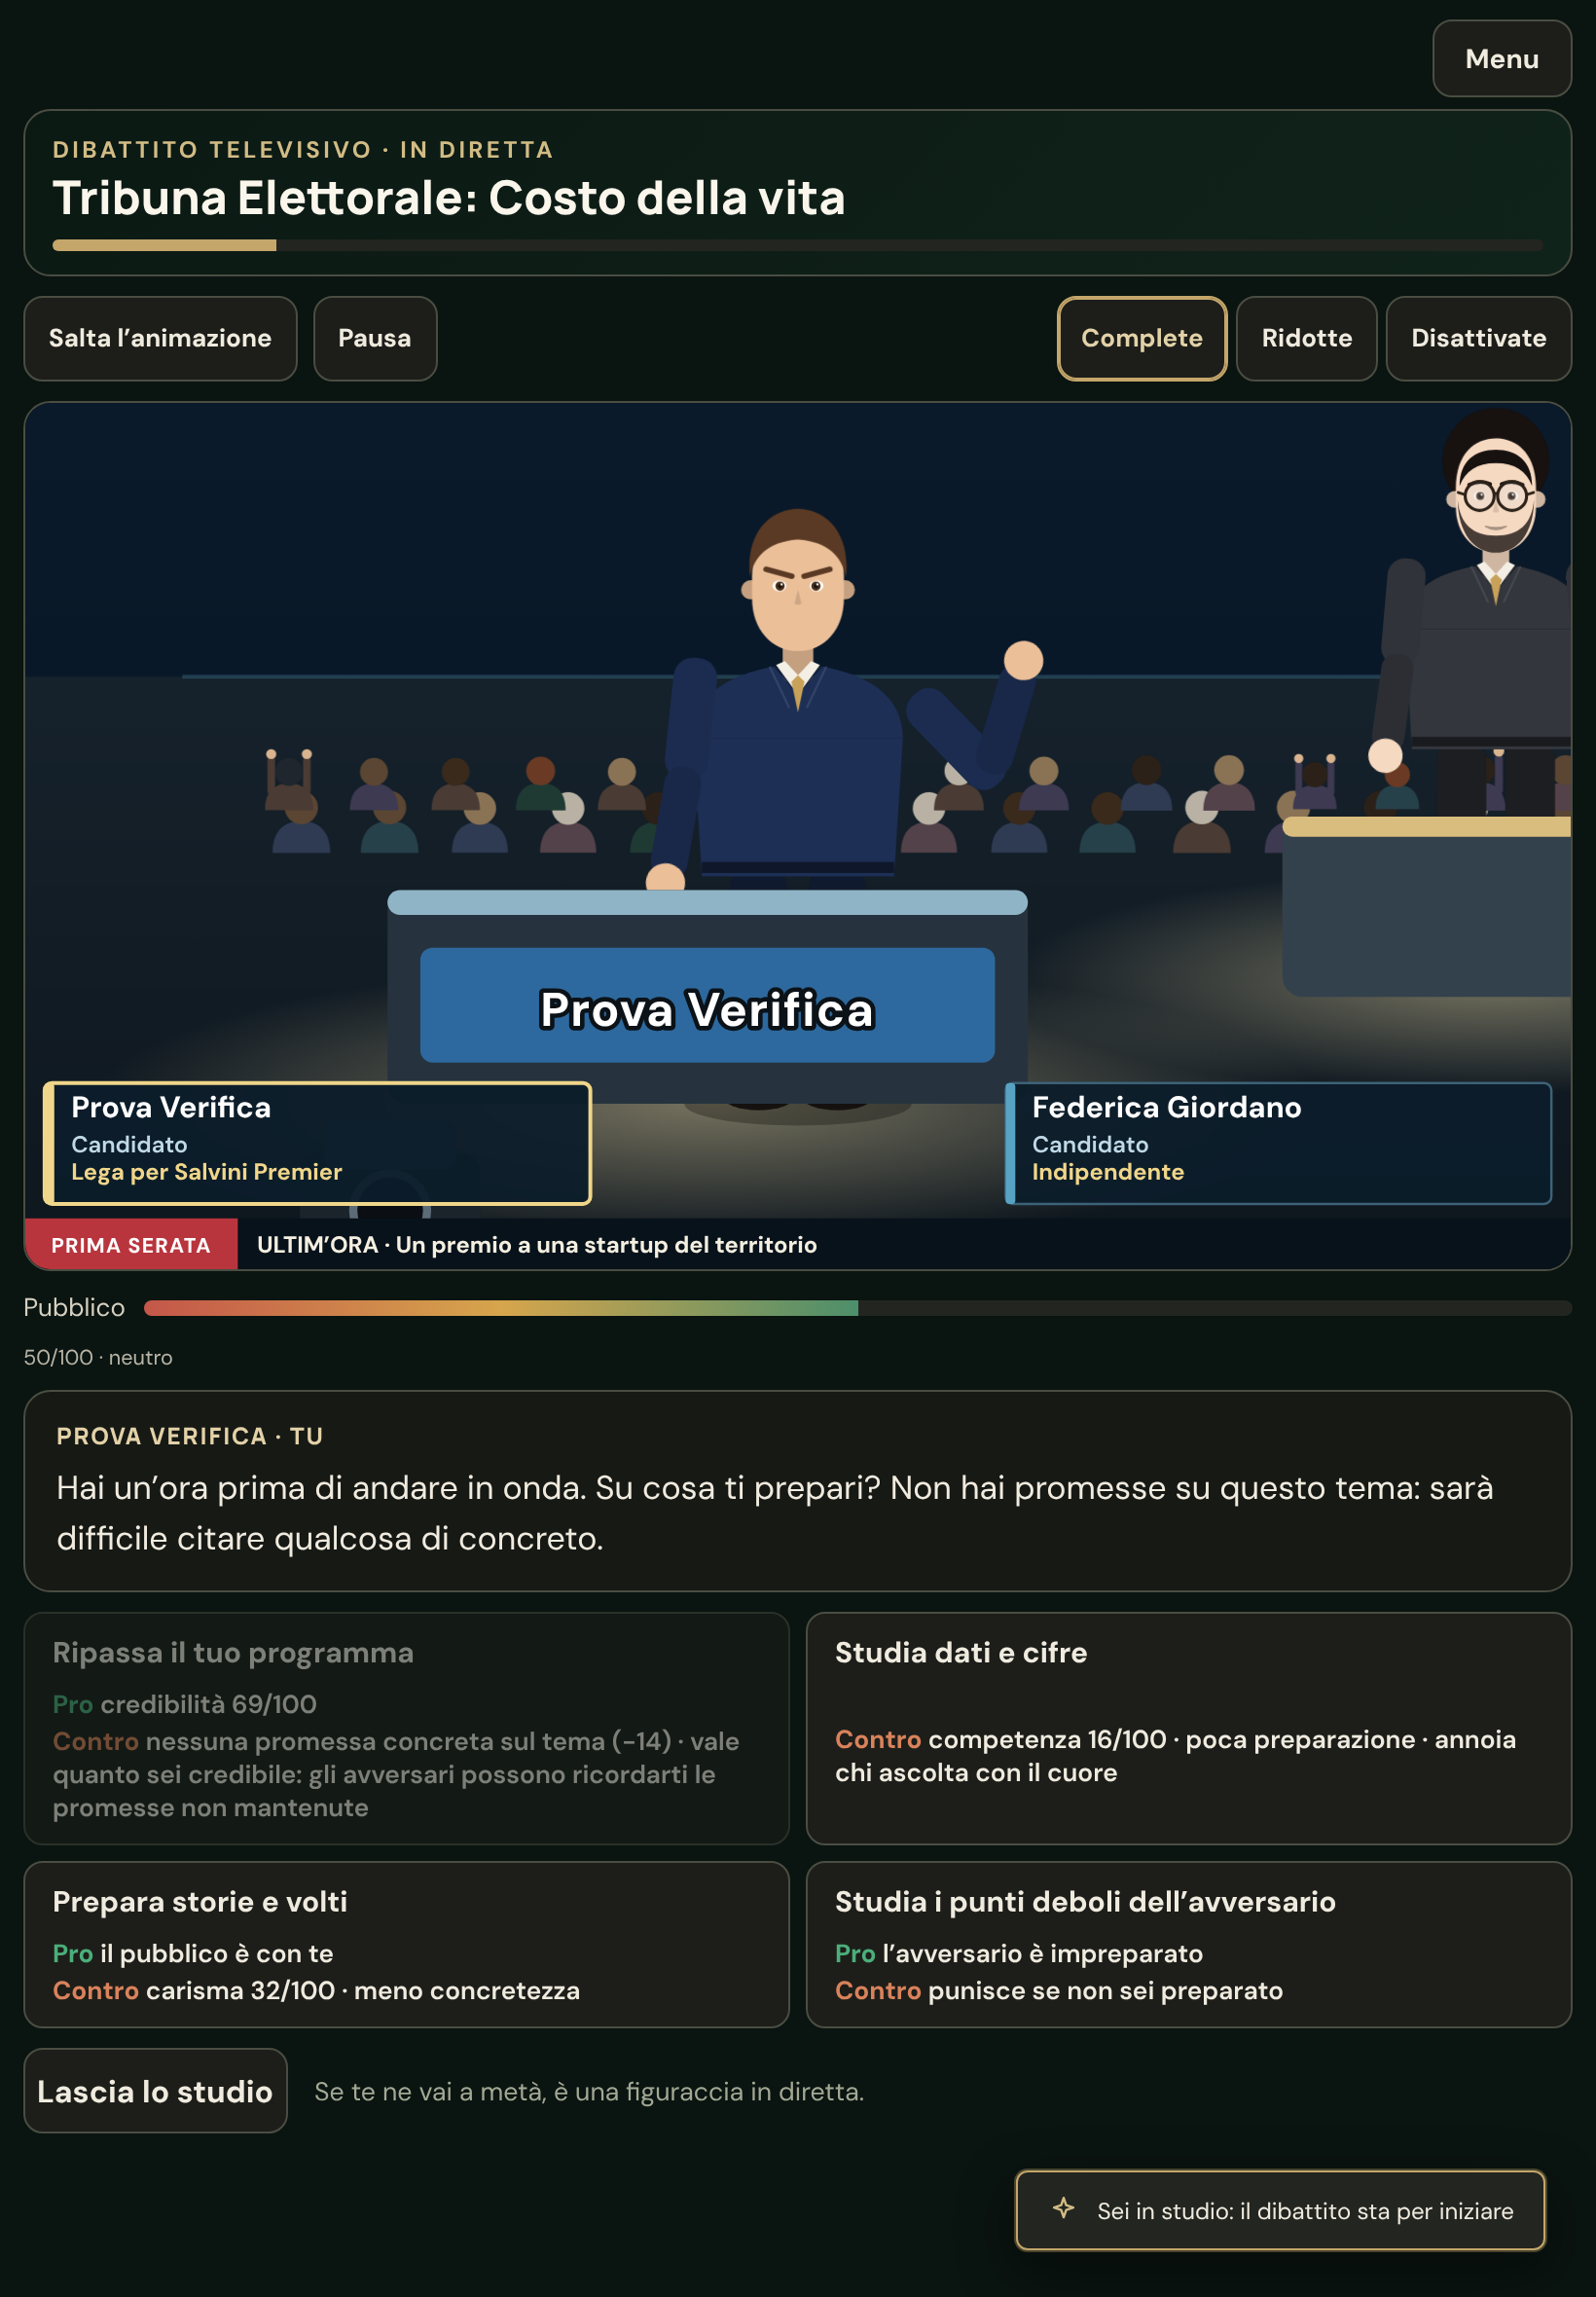 Menu
DIBATTITO TELEVISIVO · IN DIRETTA
Tribuna Elettorale: Costo della vita
Salta l’animazione
Pausa
Complete
Ridotte
Disattivate
Prova Verifica
Prova Verifica
Candidato
Lega per Salvini Premier
Federica Giordano
Candidato
Indipendente
PRIMA SERATA
ULTIM’ORA · Un premio a una startup del territorio
Pubblico
50/100 · neutro
PROVA VERIFICA · TU
Hai un’ora prima di andare in onda. Su cosa ti prepari? Non hai promesse su questo tema: sarà
difficile citare qualcosa di concreto.
Ripassa il tuo programma
Pro credibilità 69/100
Contro nessuna promessa concreta sul tema (−14) · vale
quanto sei credibile: gli avversari possono ricordarti le
promesse non mantenute
Studia dati e cifre
Contro competenza 16/100 · poca preparazione · annoia
chi ascolta con il cuore
Prepara storie e volti
Pro il pubblico è con te
Contro carisma 32/100 · meno concretezza
Studia i punti deboli dell’avversario
Pro l’avversario è impreparato
Contro punisce se non sei preparato
Lascia lo studio
Se te ne vai a metà, è una figuraccia in diretta.
Sei in studio: il dibattito sta per iniziare